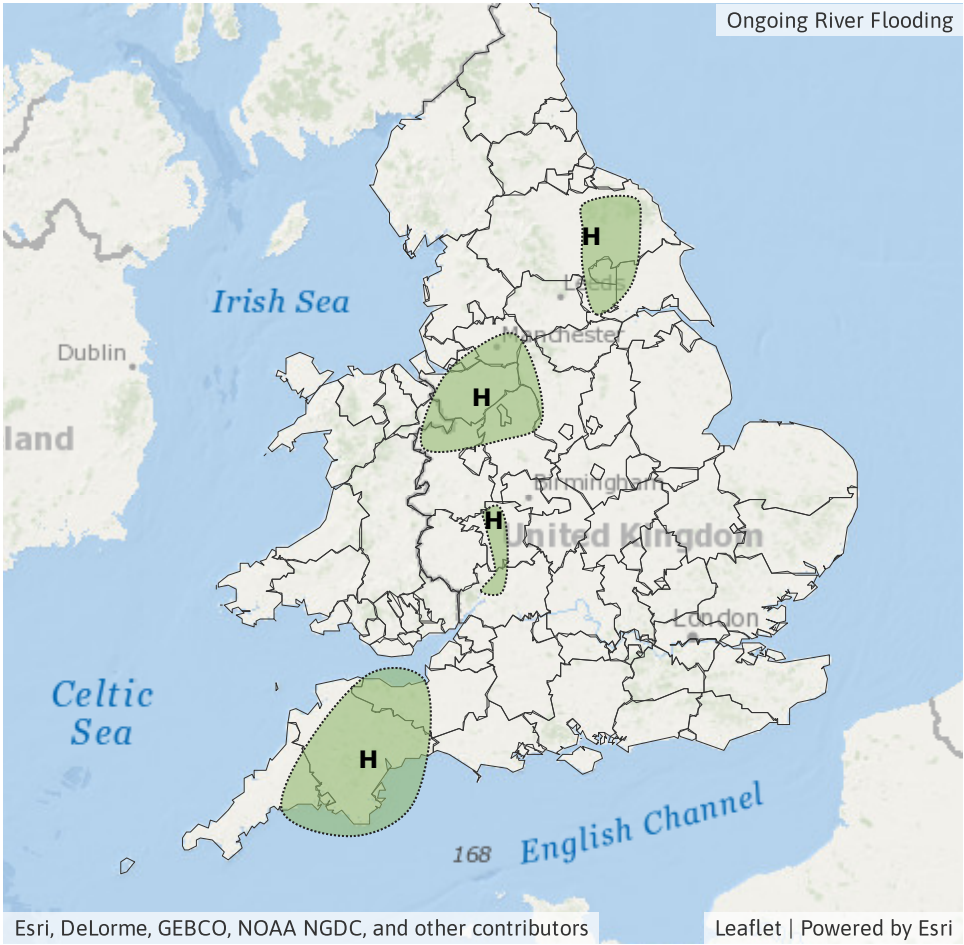 Ongoing River Flooding
H
Leeds
Irish Sea
Manchester
Dublin
H
land
Birmingham
H
United Kingdom
London
Celtic
Sea
H
English Channel
168
Esri, DeLorme, GEBCO, NOAA NGDC, and other contributors
Leaflet | Powered by Esri